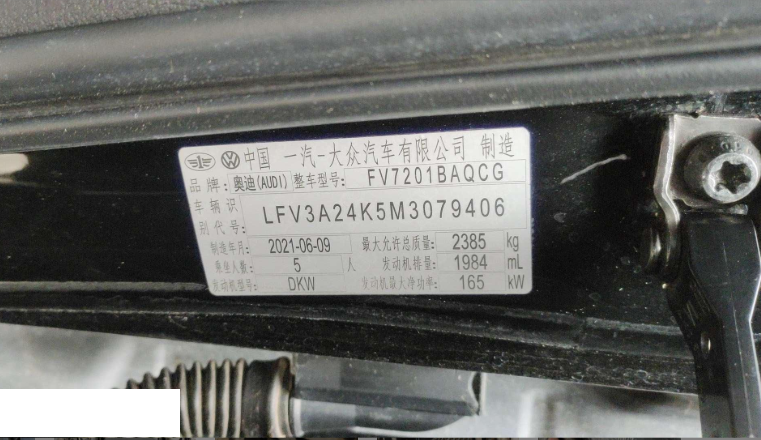 中国 一汽-大众汽车有限公司 制造
品牌: 奥迪(AUDI) 整车型号: FV7201BAQCG
车辆识别代号: LFV3A24K5M3079406
制造年月: 2021-06-09 最大允许总质量: 2385 kg
乘坐人数: 5 人 发动机排量: 1984 mL
发动机型号: DKW 发动机最大净功率: 165 kW